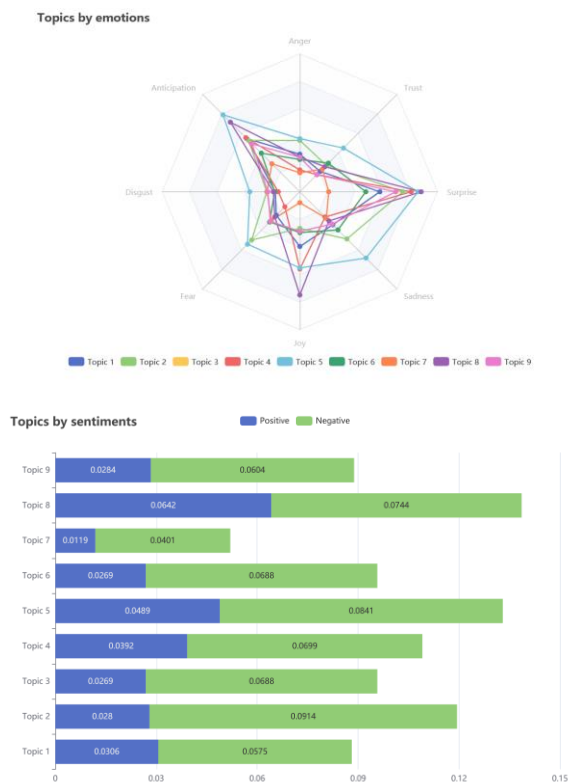 Topics by emotions
Anger
Anticipation
Trust
Disgust
Surprise
Fear
Sadness
Joy
Topic 1 Topic 2 Topic 3 Topic 4 Topic 5 Topic 6 Topic 7 Topic 8 Topic 9
Topics by sentiments
Positive Negative
Topic 9 0.0284 0.0604
Topic 8 0.0642 0.0744
Topic 7 0.0119 0.0401
Topic 6 0.0269 0.0688
Topic 5 0.0489 0.0841
Topic 4 0.0392 0.0699
Topic 3 0.0269 0.0688
Topic 2 0.028 0.0914
Topic 1 0.0306 0.0575
0 0.03 0.06 0.09 0.12 0.15